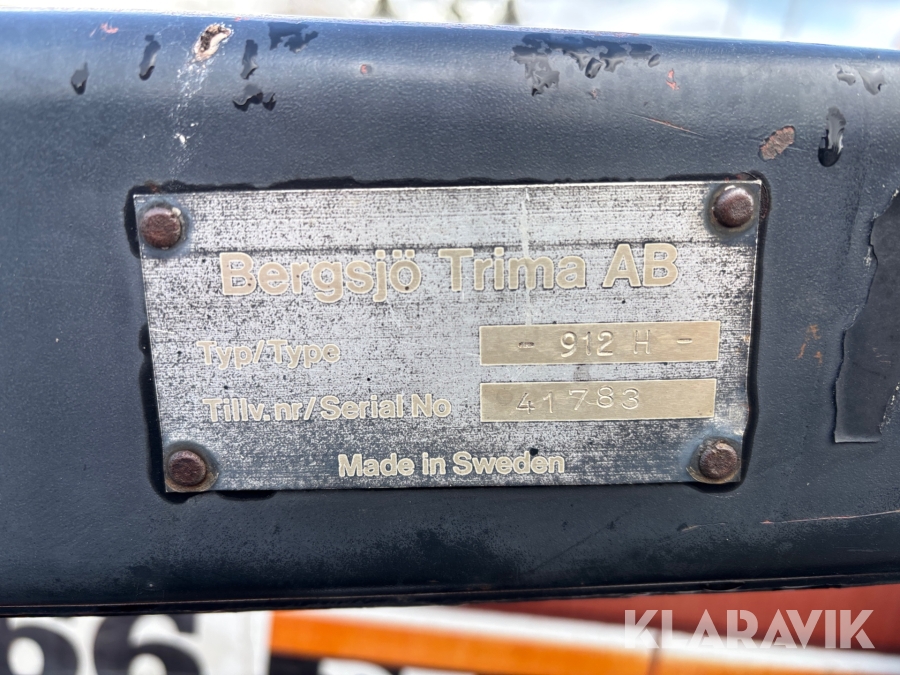 Bergsjö Trima AB
Typ/Type - 912 H -
Tillv.nr/Serial No 41783
Made in Sweden
KLARAVIK